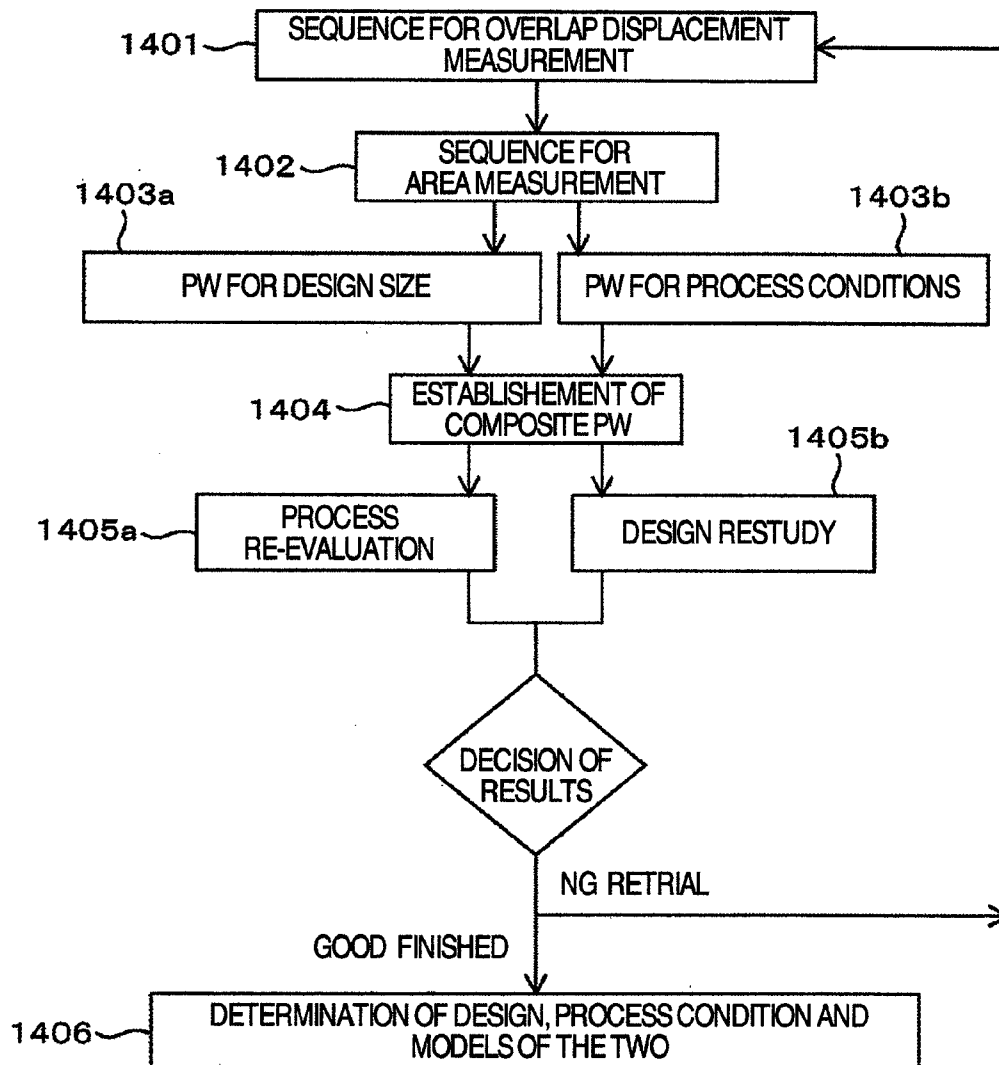 1401
SEQUENCE FOR OVERLAP DISPLACEMENT
MEASUREMENT
1402
SEQUENCE FOR
AREA MEASUREMENT
1403a
1403b
PW FOR DESIGN SIZE
PW FOR PROCESS CONDITIONS
1404
ESTABLISHEMENT OF
COMPOSITE PW
1405b
1405a
PROCESS
RE-EVALUATION
DESIGN RESTUDY
DECISION OF
RESULTS
NG RETRIAL
GOOD FINISHED
1406
DETERMINATION OF DESIGN, PROCESS CONDITION AND
MODELS OF THE TWO